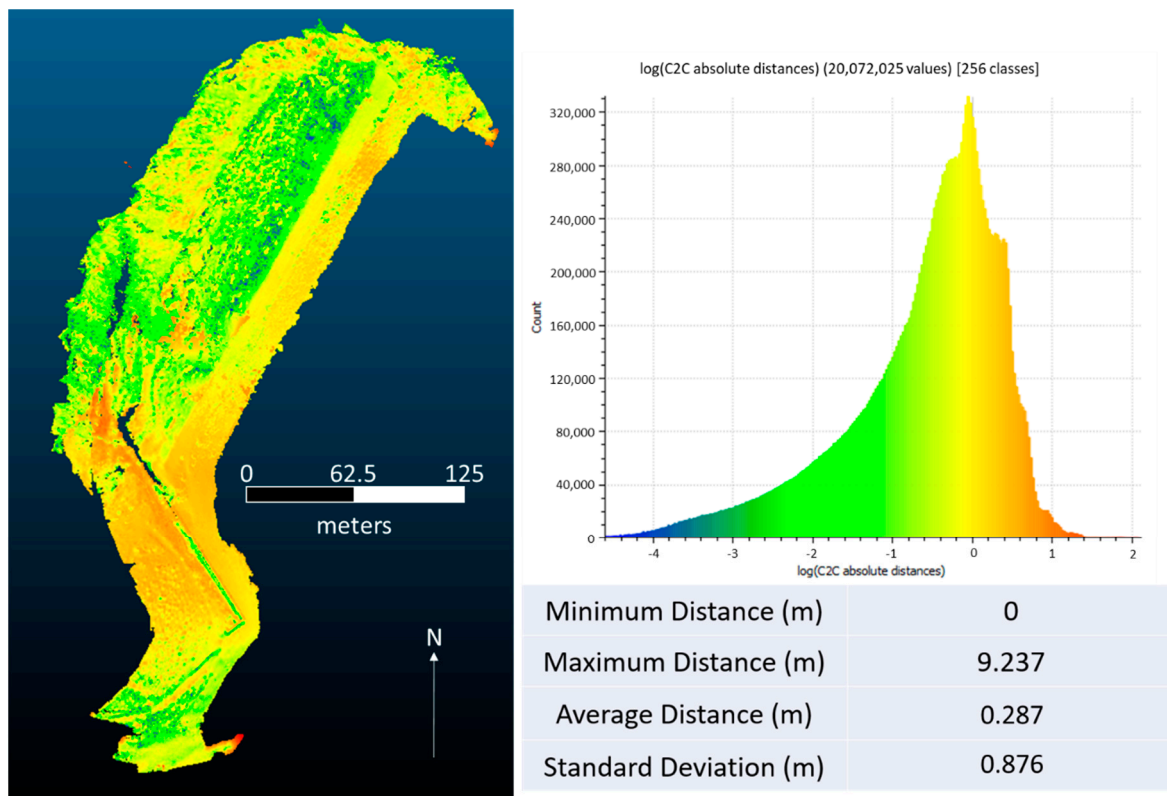 0 62.5 125
meters
N
log(C2C absolute distances) (20,072,025 values) [256 classes]
320,000
280,000
240,000
200,000
160,000
120,000
80,000
40,000
0
Count
-4 -3 -2 -1 0 1 2
log(C2C absolute distances)
Minimum Distance (m) 0
Maximum Distance (m) 9.237
Average Distance (m) 0.287
Standard Deviation (m) 0.876